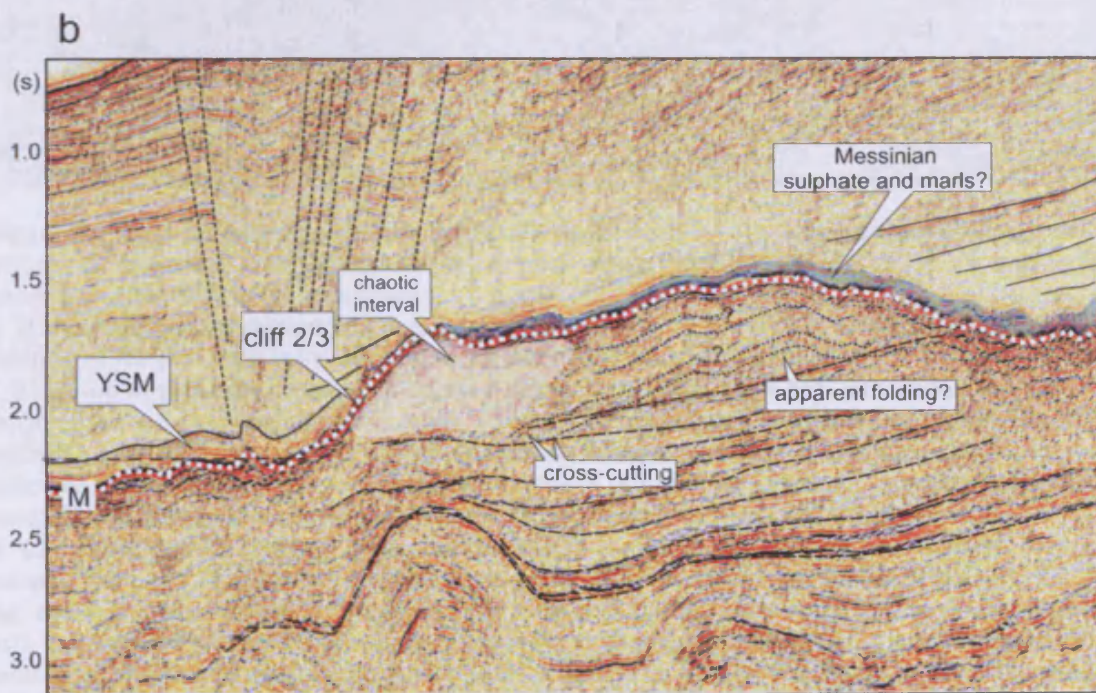 b
(s)
1.0
Messinian
sulphate and marls?
1.5
chaotic
interval
cliff 2/3
?
YSM
?
apparent folding?
2.0
cross-cutting
M
2.5
3.0